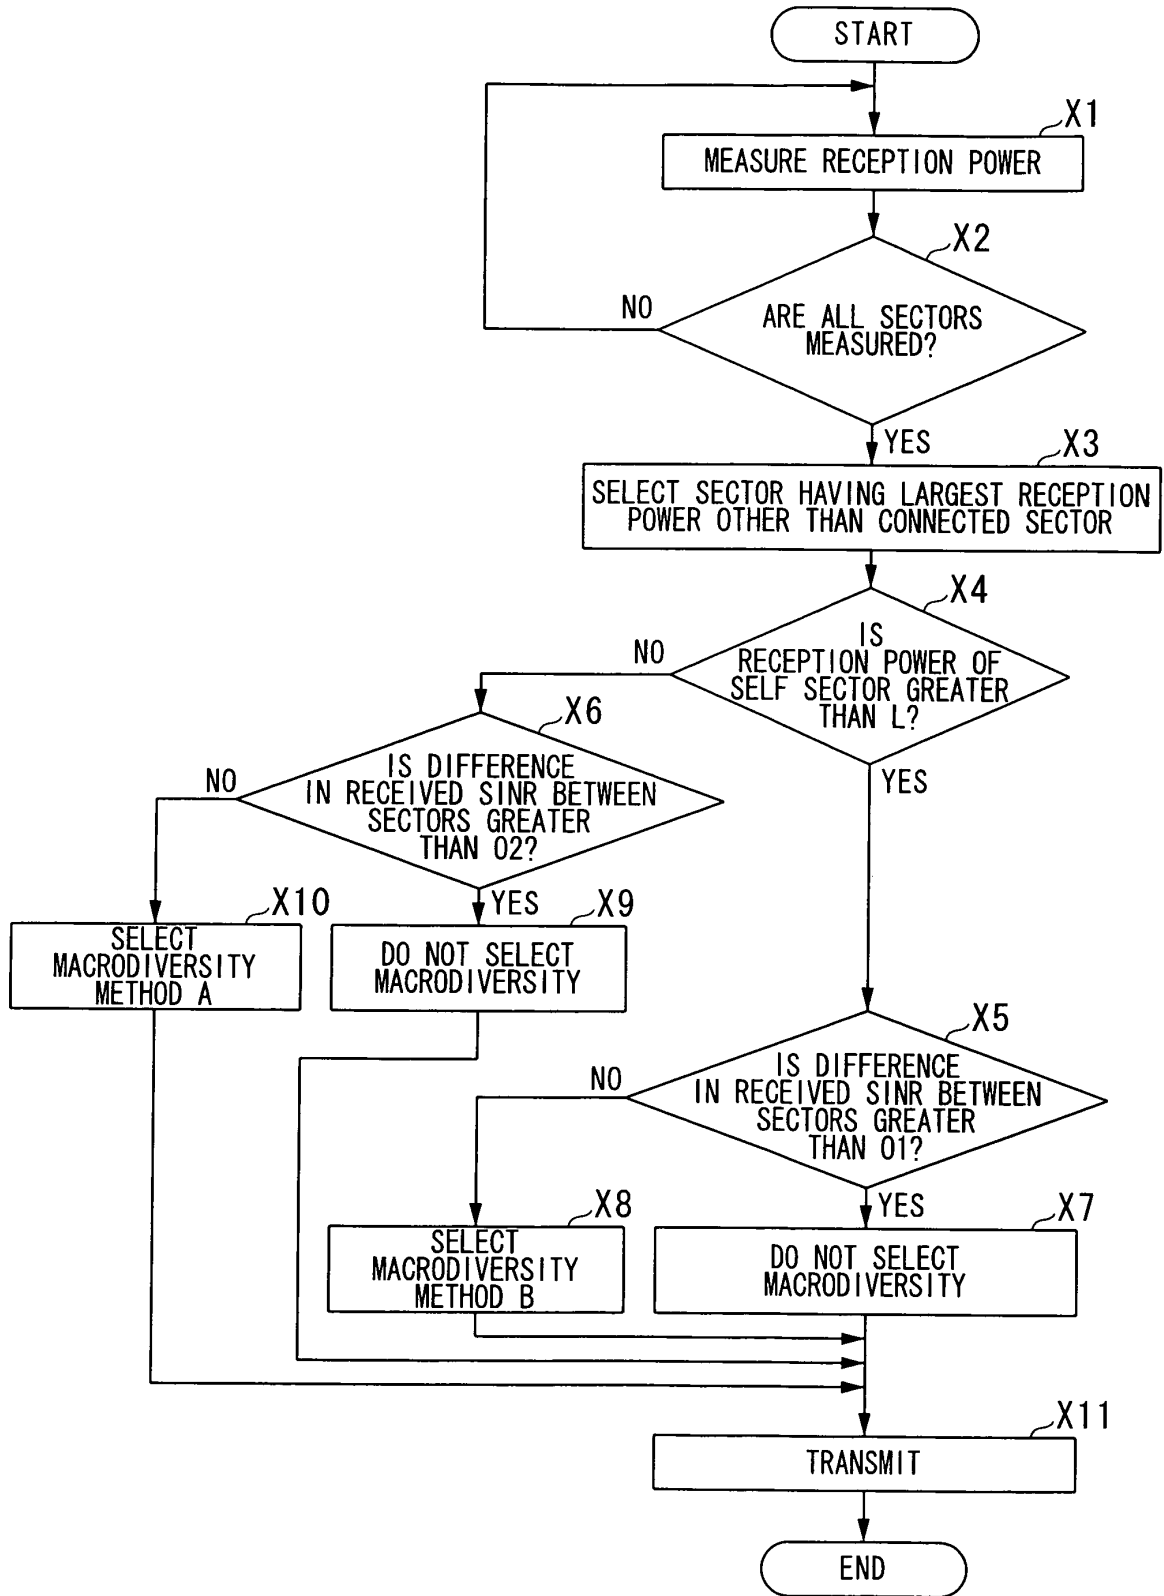 START
X1
MEASURE RECEPTION POWER
X2
NO
ARE ALL SECTORS
MEASURED?
YES
X3
SELECT SECTOR HAVING LARGEST RECEPTION
POWER OTHER THAN CONNECTED SECTOR
X4
NO
IS
RECEPTION POWER OF
SELF SECTOR GREATER
THAN L?
YES
X6
NO
IS DIFFERENCE
IN RECEIVED SINR BETWEEN
SECTORS GREATER
THAN O2?
YES
X10
SELECT
MACRODIVERSITY
METHOD A
X9
DO NOT SELECT
MACRODIVERSITY
X5
NO
IS DIFFERENCE
IN RECEIVED SINR BETWEEN
SECTORS GREATER
THAN O1?
YES
X8
SELECT
MACRODIVERSITY
METHOD B
X7
DO NOT SELECT
MACRODIVERSITY
X11
TRANSMIT
END